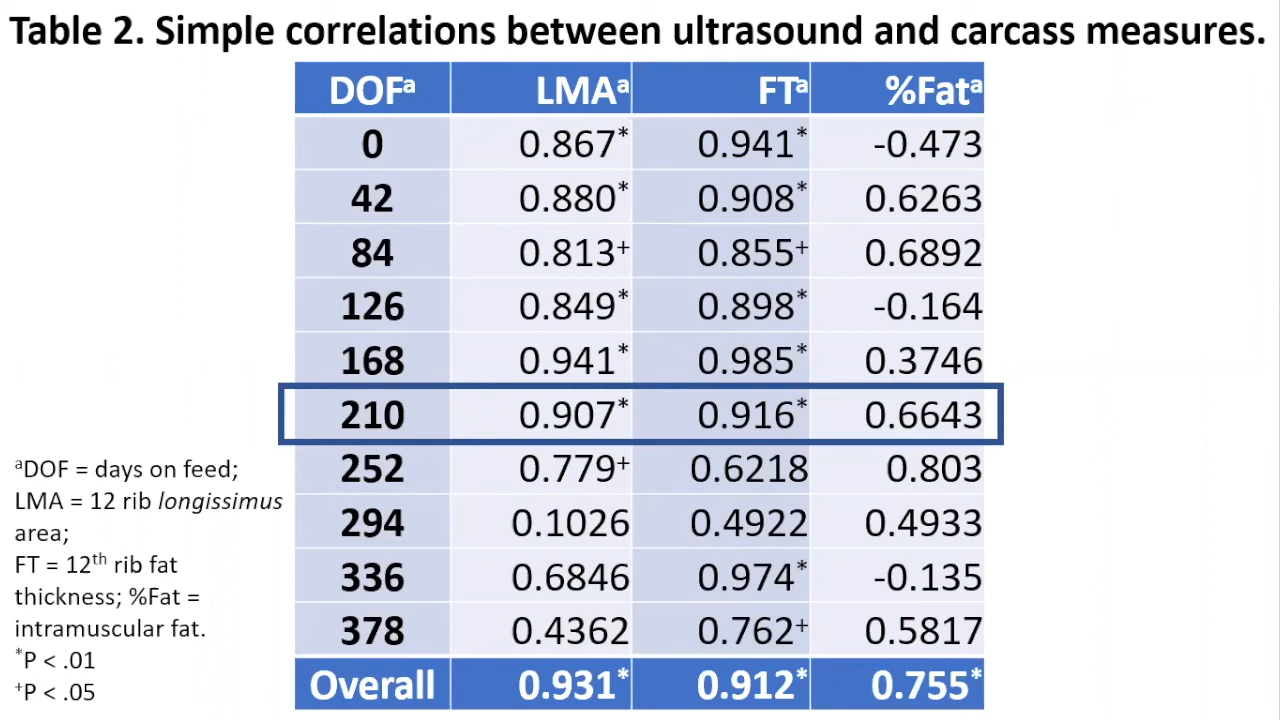 Table 2. Simple correlations between ultrasound and carcass measures.
DOFᵃ LMAᵃ FTᵃ %Fatᵃ
0 0.867* 0.941* -0.473
42 0.880* 0.908* 0.6263
84 0.813⁺ 0.855⁺ 0.6892
126 0.849* 0.898* -0.164
168 0.941* 0.985* 0.3746
210 0.907* 0.916* 0.6643
252 0.779⁺ 0.6218 0.803
294 0.1026 0.4922 0.4933
336 0.6846 0.974* -0.135
378 0.4362 0.762⁺ 0.5817
Overall 0.931* 0.912* 0.755*
ᵃDOF = days on feed;
LMA = 12 rib longissimus
area;
FT = 12ᵗʰ rib fat
thickness; %Fat =
intramuscular fat.
*P < .01
⁺P < .05